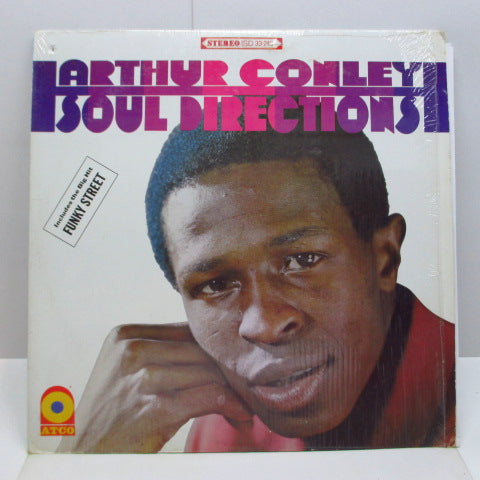 STEREO SD 33-243
ARTHUR CONLEY
SOUL DIRECTIONS
Includes the Big Hit
FUNKY STREET
ATCO